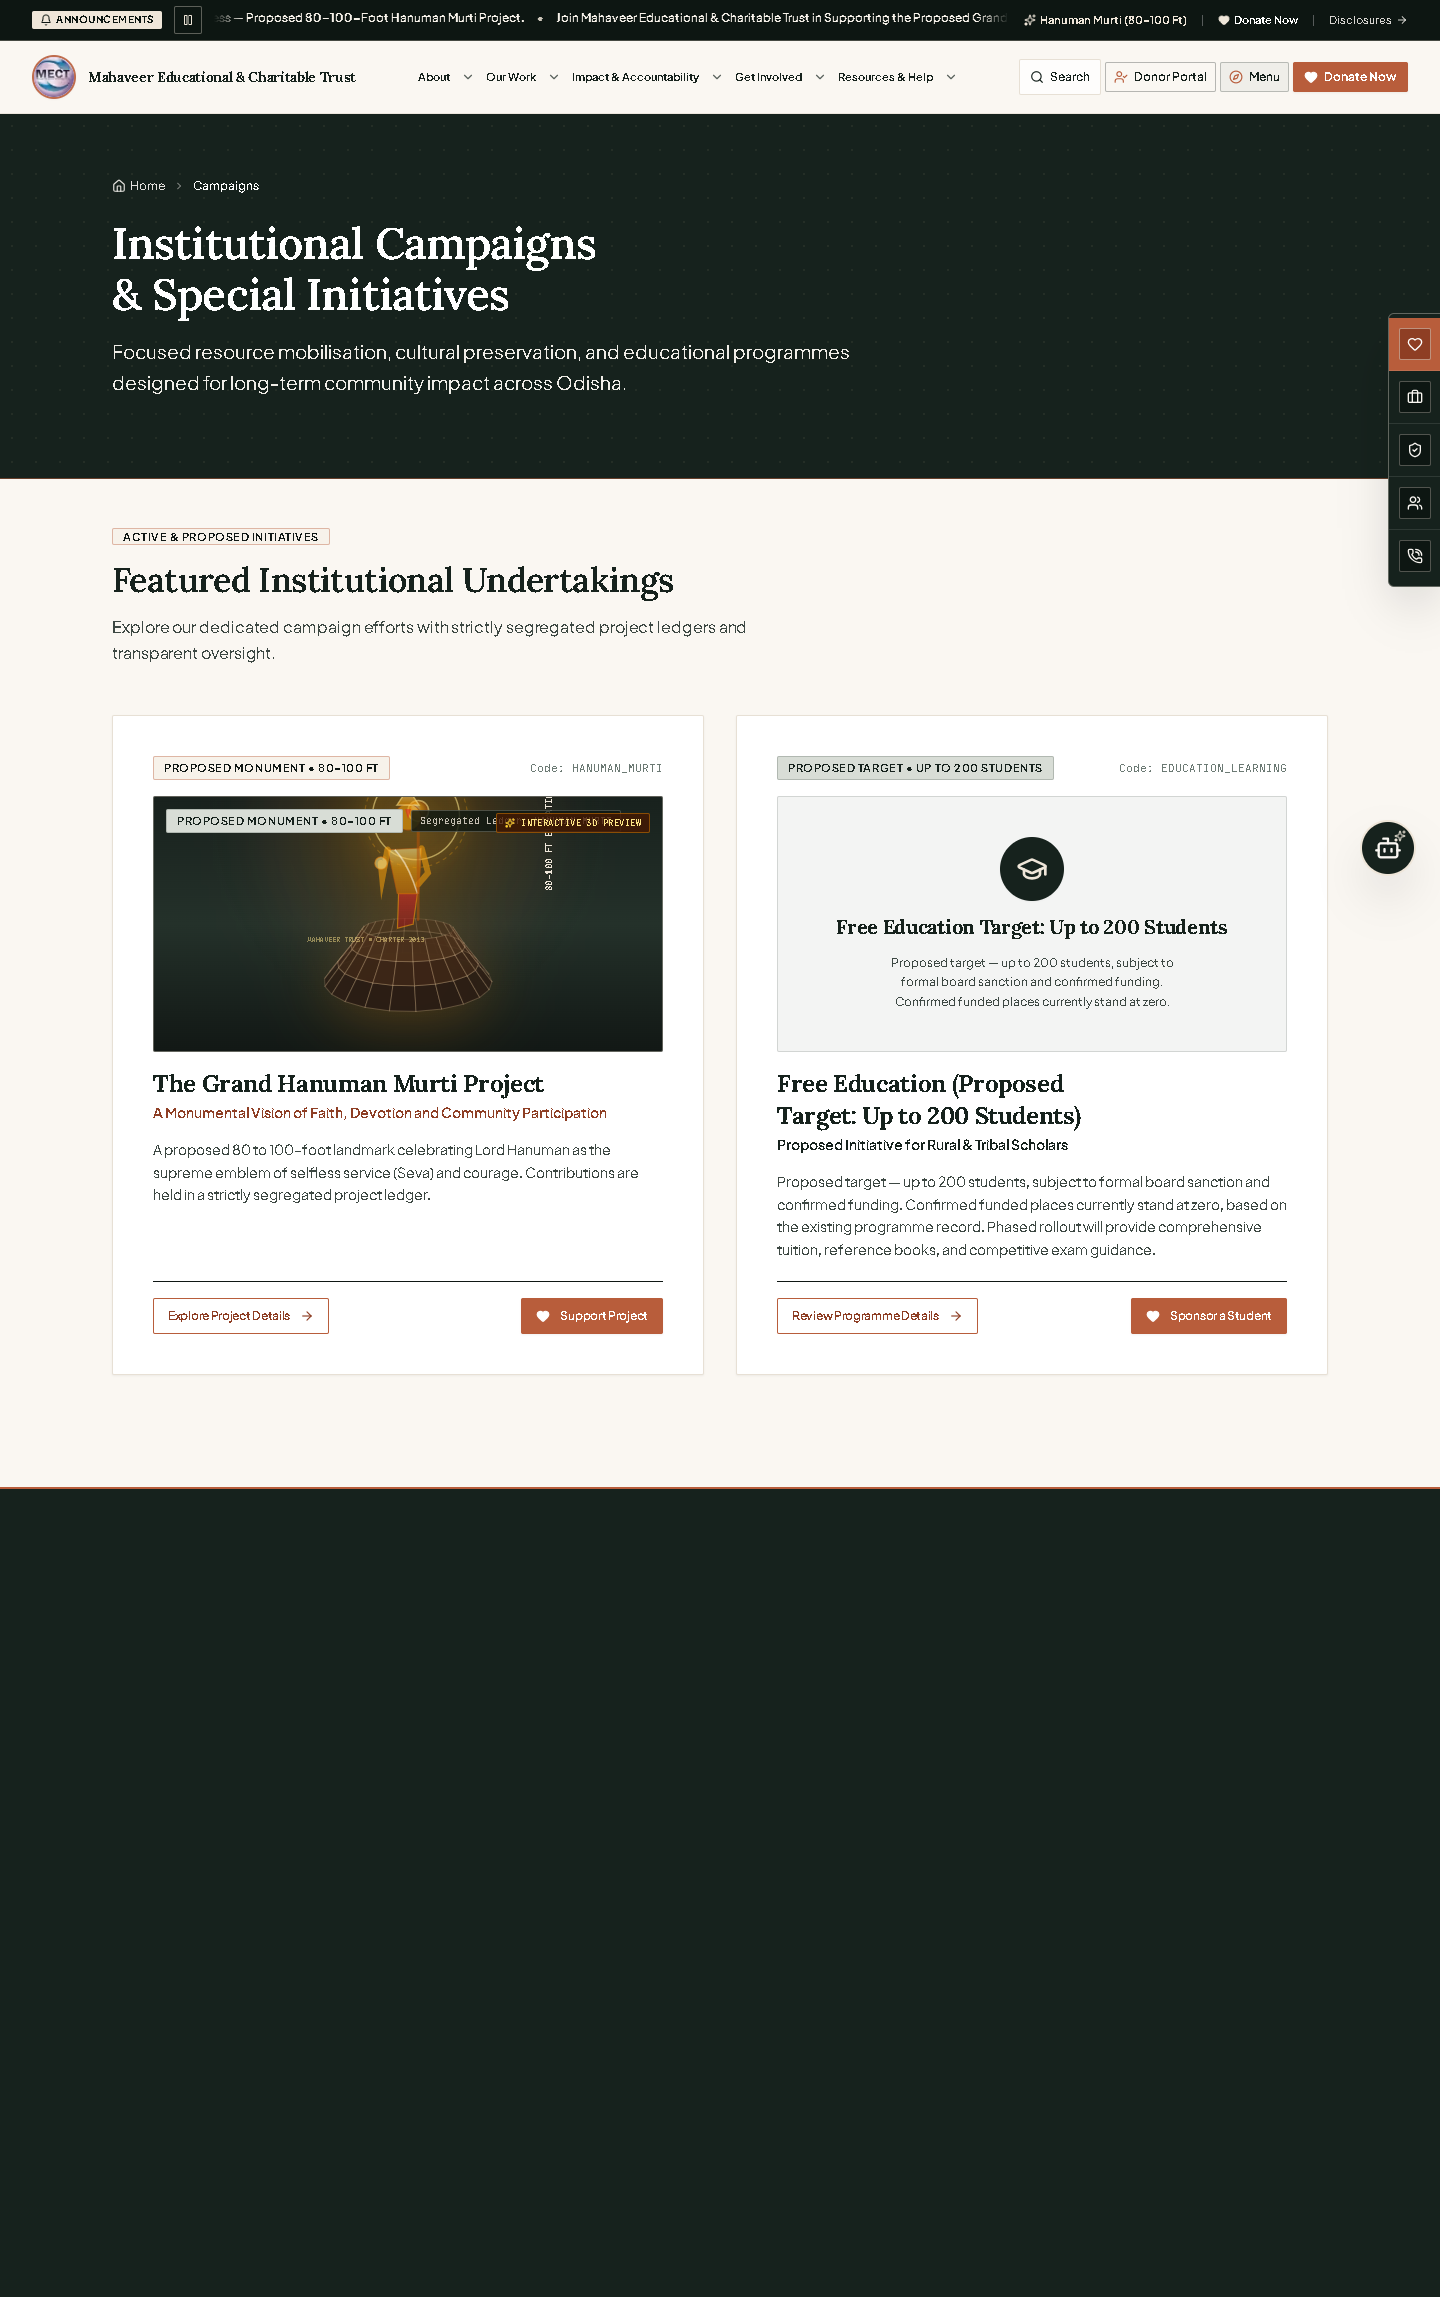 ANNOUNCEMENTS
— Proposed 80–100-Foot Hanuman Murti Project. • Join Mahaveer Educational & Charitable Trust in Supporting the Proposed Grand
Hanuman Murti (80–100 Ft)
Donate Now
Disclosures →
MECT
Mahaveer Educational & Charitable Trust
About
Our Work
Impact & Accountability
Get Involved
Resources & Help
Search
Donor Portal
Menu
Donate Now
Home > Campaigns
Institutional Campaigns
& Special Initiatives
Focused resource mobilisation, cultural preservation, and educational programmes
designed for long-term community impact across Odisha.
ACTIVE & PROPOSED INITIATIVES
Featured Institutional Undertakings
Explore our dedicated campaign efforts with strictly segregated project ledgers and
transparent oversight.
PROPOSED MONUMENT • 80–100 FT
Code: HANUMAN_MURTI
PROPOSED MONUMENT • 80–100 FT
Segregated
INTERACTIVE 3D PREVIEW
80–100 FT
MAHAVEER TRUST • CHARTER 2013
The Grand Hanuman Murti Project
A Monumental Vision of Faith, Devotion and Community Participation
A proposed 80 to 100-foot landmark celebrating Lord Hanuman as the
supreme emblem of selfless service (Seva) and courage. Contributions are
held in a strictly segregated project ledger.
Explore Project Details →
Support Project
PROPOSED TARGET • UP TO 200 STUDENTS
Code: EDUCATION_LEARNING
Free Education Target: Up to 200 Students
Proposed target — up to 200 students, subject to
formal board sanction and confirmed funding.
Confirmed funded places currently stand at zero.
Free Education (Proposed
Target: Up to 200 Students)
Proposed Initiative for Rural & Tribal Scholars
Proposed target — up to 200 students, subject to formal board sanction and
confirmed funding. Confirmed funded places currently stand at zero, based on
the existing programme record. Phased rollout will provide comprehensive
tuition, reference books, and competitive exam guidance.
Review Programme Details →
Sponsor a Student